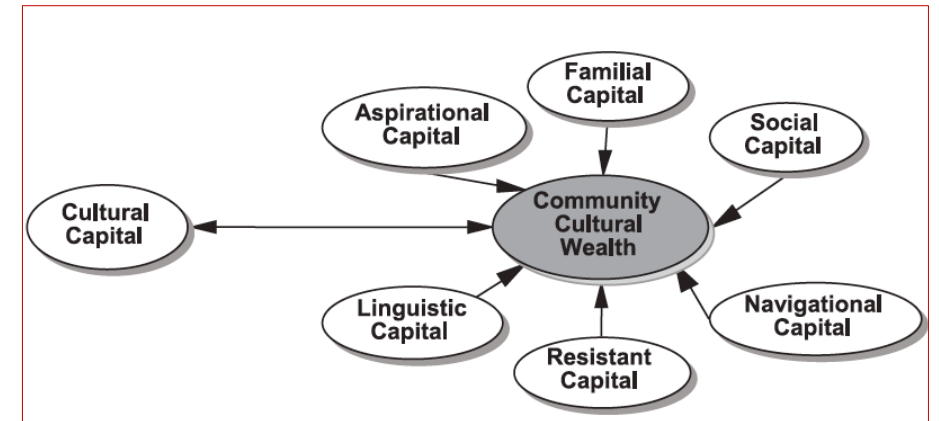 Familial
Capital
Aspirational
Capital
Social
Capital
Cultural
Capital
Community
Cultural
Wealth
Linguistic
Capital
Navigational
Capital
Resistant
Capital